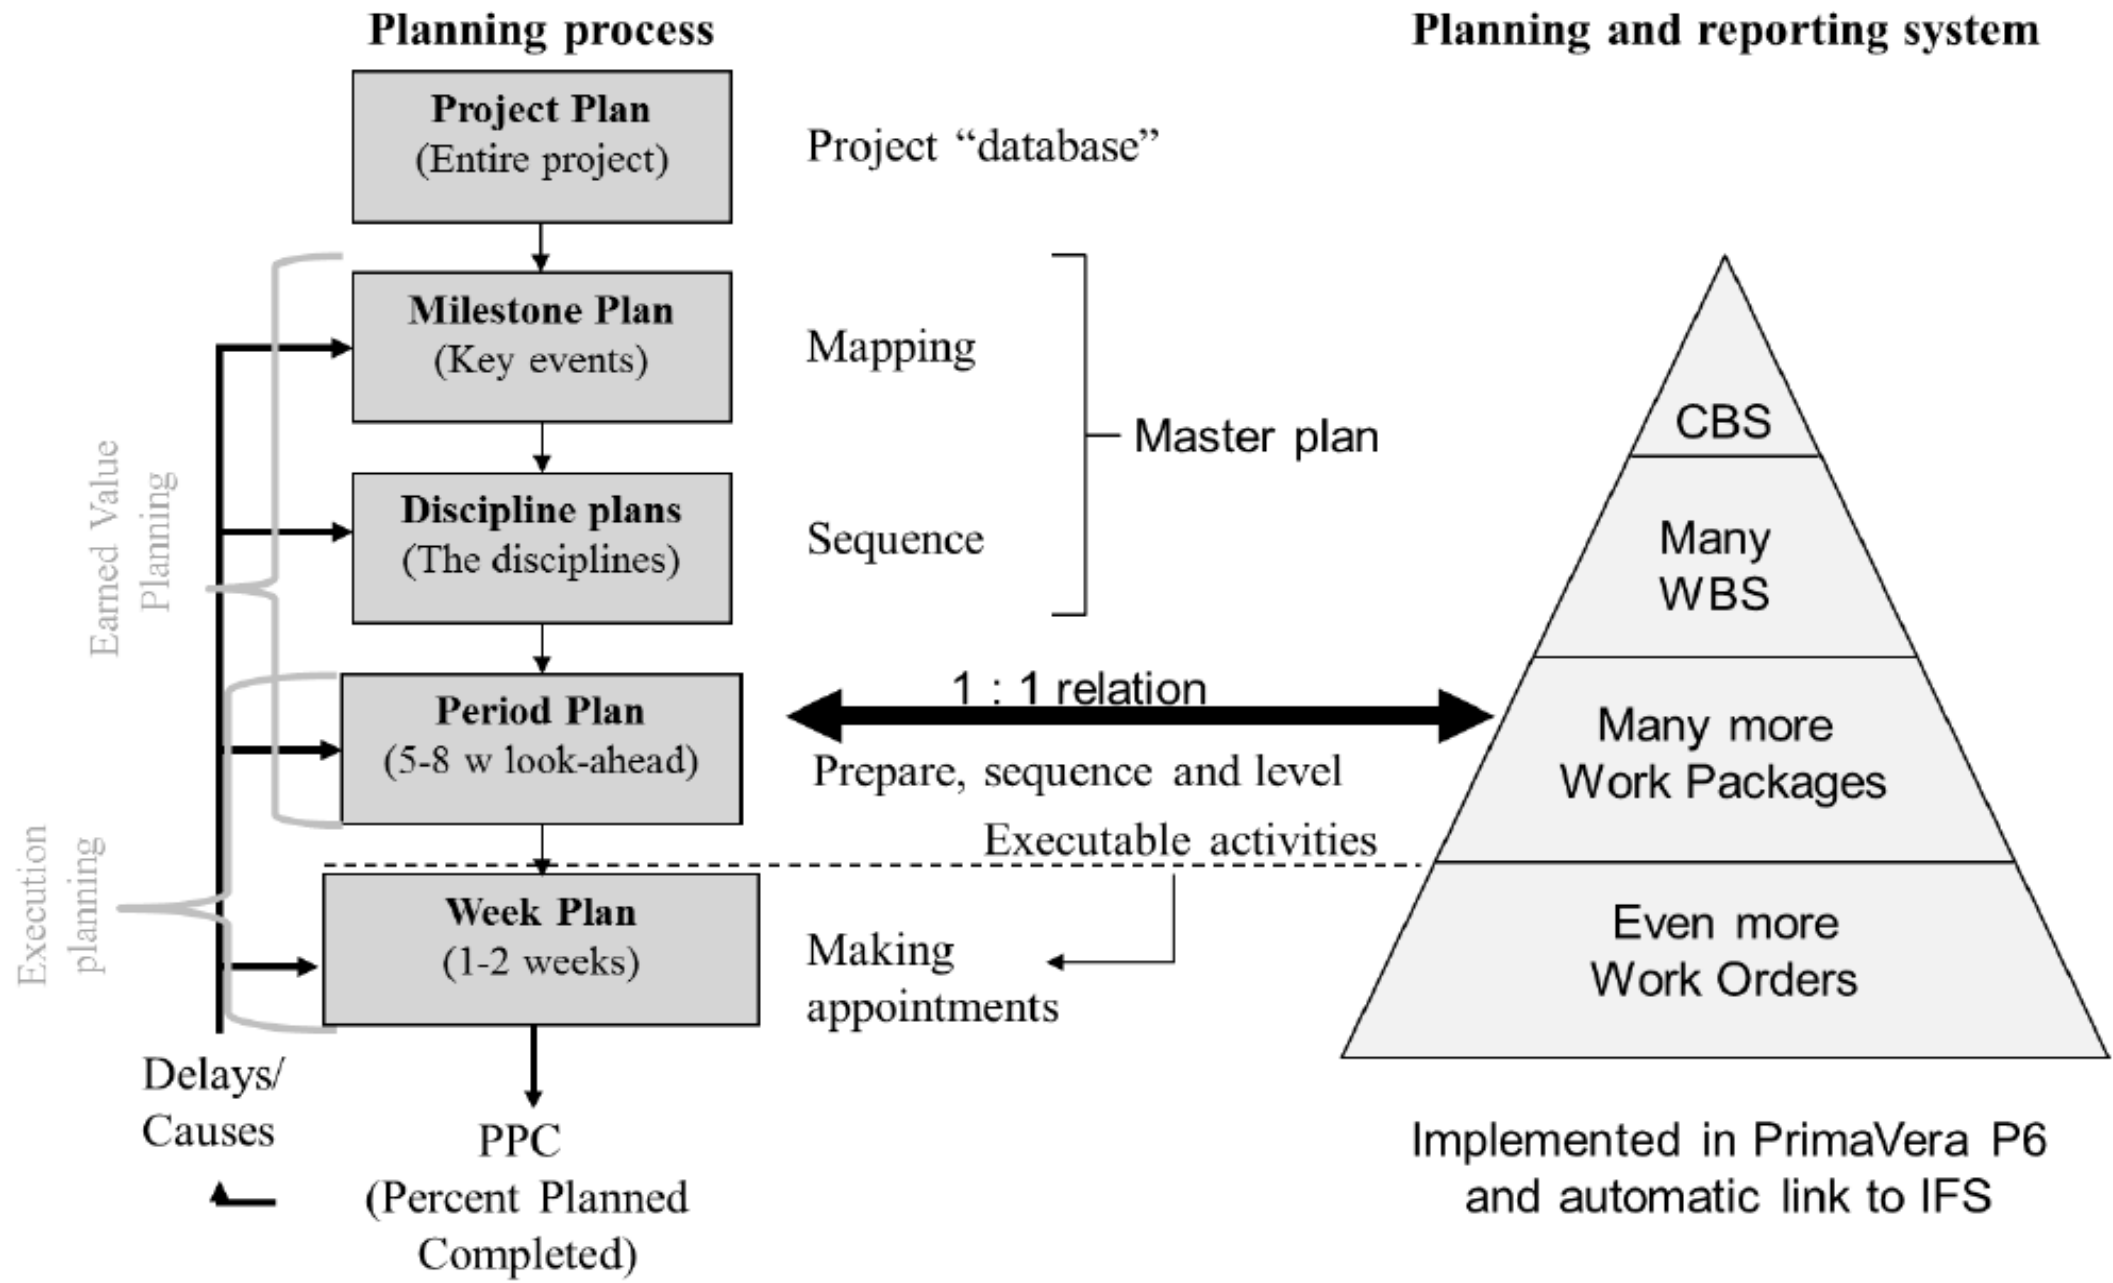 Planning process
Planning and reporting system
Project Plan
(Entire project)
Project “database”
Milestone Plan
(Key events)
Mapping
Master plan
Discipline plans
(The disciplines)
Sequence
Earned Value
Planning
Period Plan
(5-8 w look-ahead)
1 : 1 relation
Prepare, sequence and level
Executable activities
Execution
planning
Week Plan
(1-2 weeks)
Making
appointments
Delays/
Causes
PPC
(Percent Planned
Completed)
CBS
Many
WBS
Many more
Work Packages
Even more
Work Orders
Implemented in PrimaVera P6
and automatic link to IFS